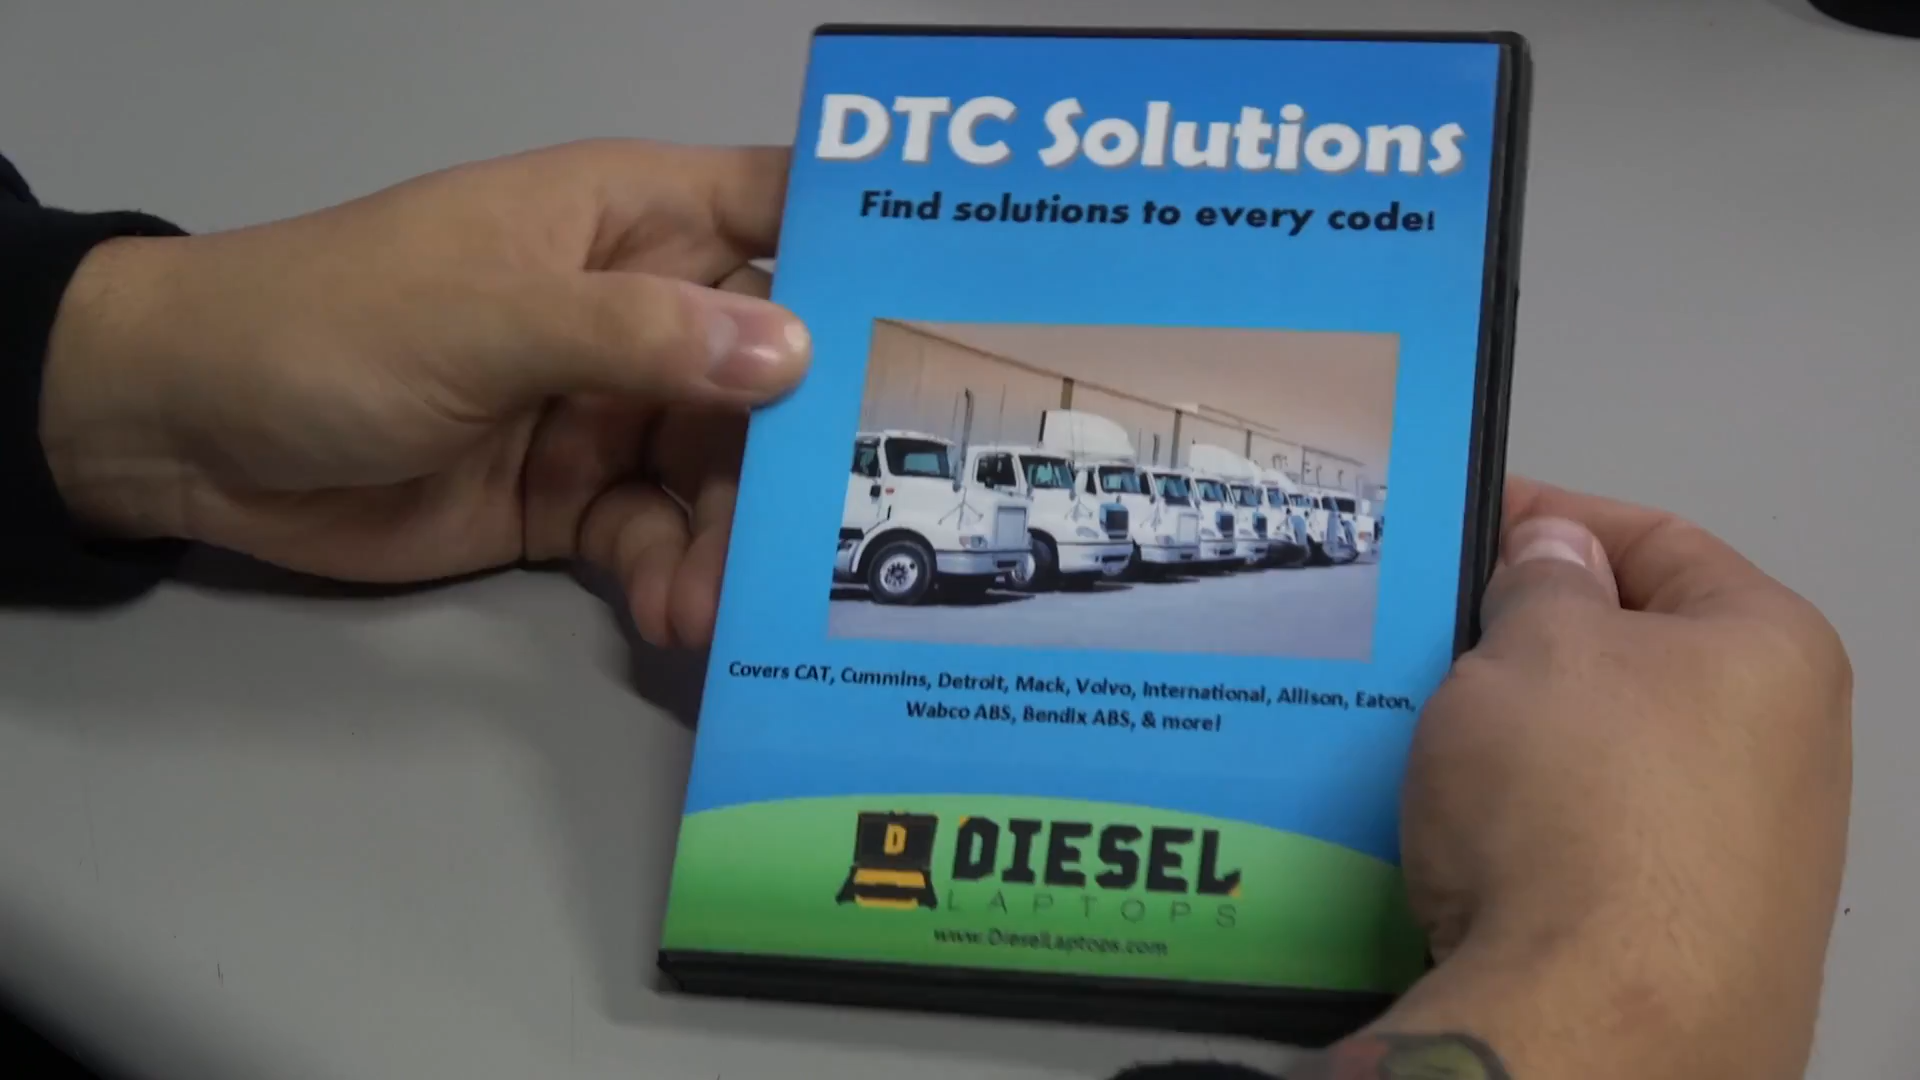 DTC Solutions
Find solutions to every code!
Covers CAT, Cummins, Detroit, Mack, Volvo, International, Allison, Eaton,
Wabco ABS, Bendix ABS, & more!
D
DIESEL
LAPTOPS
www.DieselLaptops.com